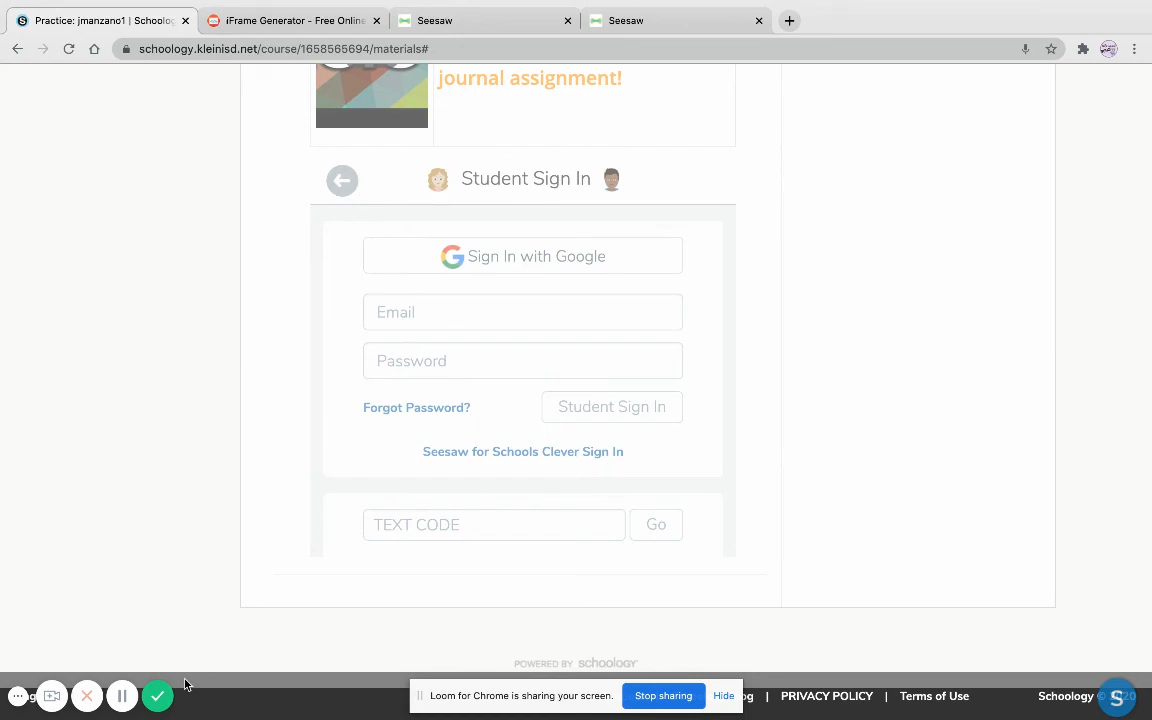 Practice: jmanzano1 | Schoolog
iFrame Generator - Free Online
Seesaw
Seesaw
schoology.kleinisd.net/course/1658565694/materials#
journal assignment!
Student Sign In
Sign In with Google
Email
Password
Forgot Password?
Student Sign In
Seesaw for Schools Clever Sign In
TEXT CODE
Go
POWERED BY schoology
Loom for Chrome is sharing your screen.
Stop sharing
Hide
og | PRIVACY POLICY | Terms of Use
Schoology © 2020
S